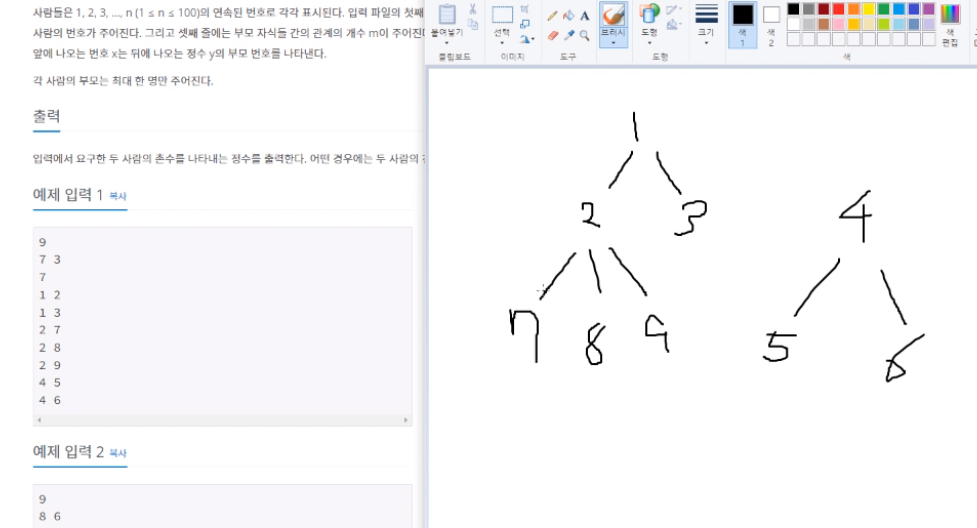 사람들은 1, 2, 3, …, n (1 ≤ n ≤ 100)의 연속된 번호로 각각 표시된다. 입력 파일의 첫째
사람의 번호가 주어진다. 그리고 셋째 줄에는 부모 자식들 간의 관계의 개수 m이 주어진
앞에 나오는 번호 x는 뒤에 나오는 정수 y의 부모 번호를 나타낸다.
각 사람의 부모는 최대 한 명만 주어진다.
출력
입력에서 요구한 두 사람의 촌수를 나타내는 정수를 출력한다. 어떤 경우에는 두 사람의
예제 입력 1 복사
9
7 3
7
1 2
1 3
2 7
2 8
2 9
4 5
4 6
예제 입력 2 복사
9
8 6
붙여넣기
선택
브러시
도형
크기
색
1
색
2
색
편집
클립보드
이미지
도구
도형
색
A
1
2 3
4
7 8 9
5 6